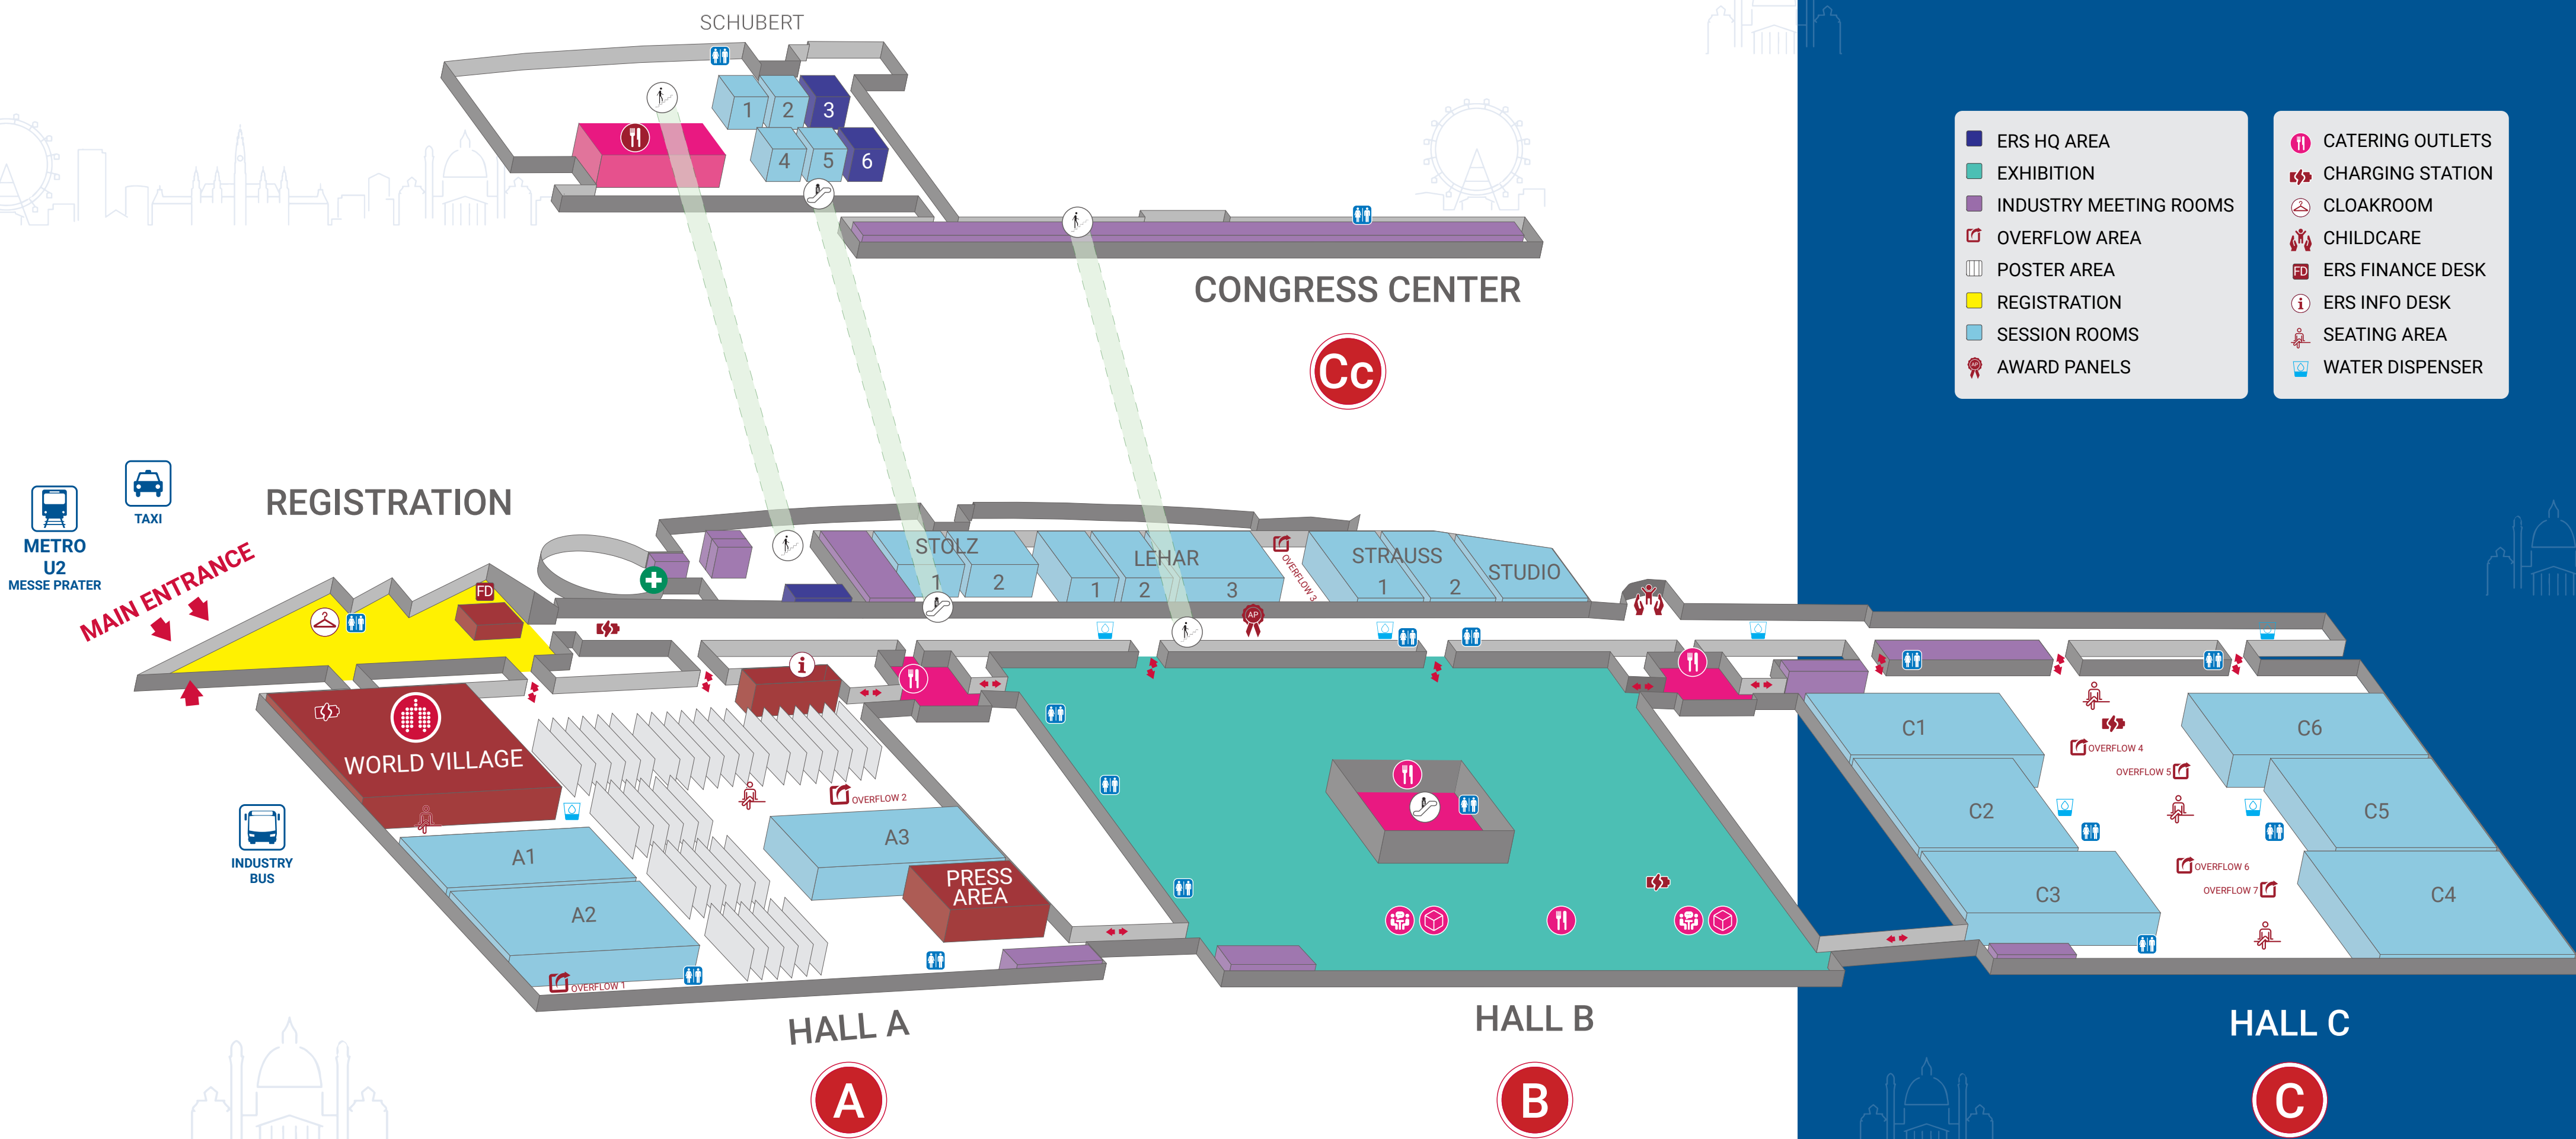 SCHUBERT
1
2
3
4
5
6
CONGRESS CENTER
Cc
ERS HQ AREA
EXHIBITION
INDUSTRY MEETING ROOMS
OVERFLOW AREA
POSTER AREA
REGISTRATION
SESSION ROOMS
AP
AWARD PANELS
CATERING OUTLETS
CHARGING STATION
CLOAKROOM
CHILDCARE
FD
ERS FINANCE DESK
i
ERS INFO DESK
SEATING AREA
WATER DISPENSER
TAXI
METRO
U2
MESSE PRATER
REGISTRATION
MAIN ENTRANCE
FD
STOLZ
1
2
LEHAR
1
2
3
OVERFLOW 3
STRAUSS
1
2
STUDIO
AP
i
WORLD VILLAGE
INDUSTRY
BUS
A1
A2
A3
OVERFLOW 2
PRESS
AREA
OVERFLOW 1
C1
C2
C3
C6
C5
C4
OVERFLOW 4
OVERFLOW 5
OVERFLOW 6
OVERFLOW 7
HALL A
A
HALL B
B
HALL C
C